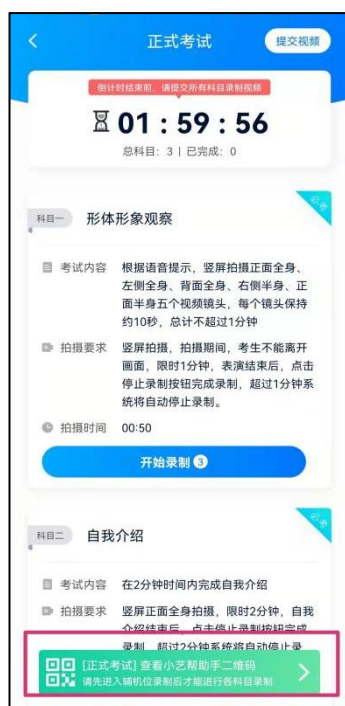 正式考试
提交视频
倒计时结束前，请提交所有科目录制视频
01 : 59 : 56
总科目：3 | 已完成：0
必考
科目一
形体形象观察
考试内容
根据语音提示，竖屏拍摄正面全身、
左侧全身、背面全身、右侧半身、正
面半身五个视频镜头，每个镜头保持
约10秒，总计不超过1分钟
拍摄要求
竖屏拍摄，拍摄期间，考生不能离开
画面，限时1分钟，表演结束后，点击
停止录制按钮完成录制，超过1分钟系
统将自动停止录制。
拍摄时间
00:50
开始录制 3
必考
科目二
自我介绍
考试内容
在2分钟时间内完成自我介绍
拍摄要求
竖屏正面全身拍摄，限时2分钟，自我
介绍结束后，点击停止录制按钮完成
录制，超过2分钟系统将自动停止录
[正式考试] 查看小艺帮助手二维码
请先进入辅机位录制后才能进行各科目录制